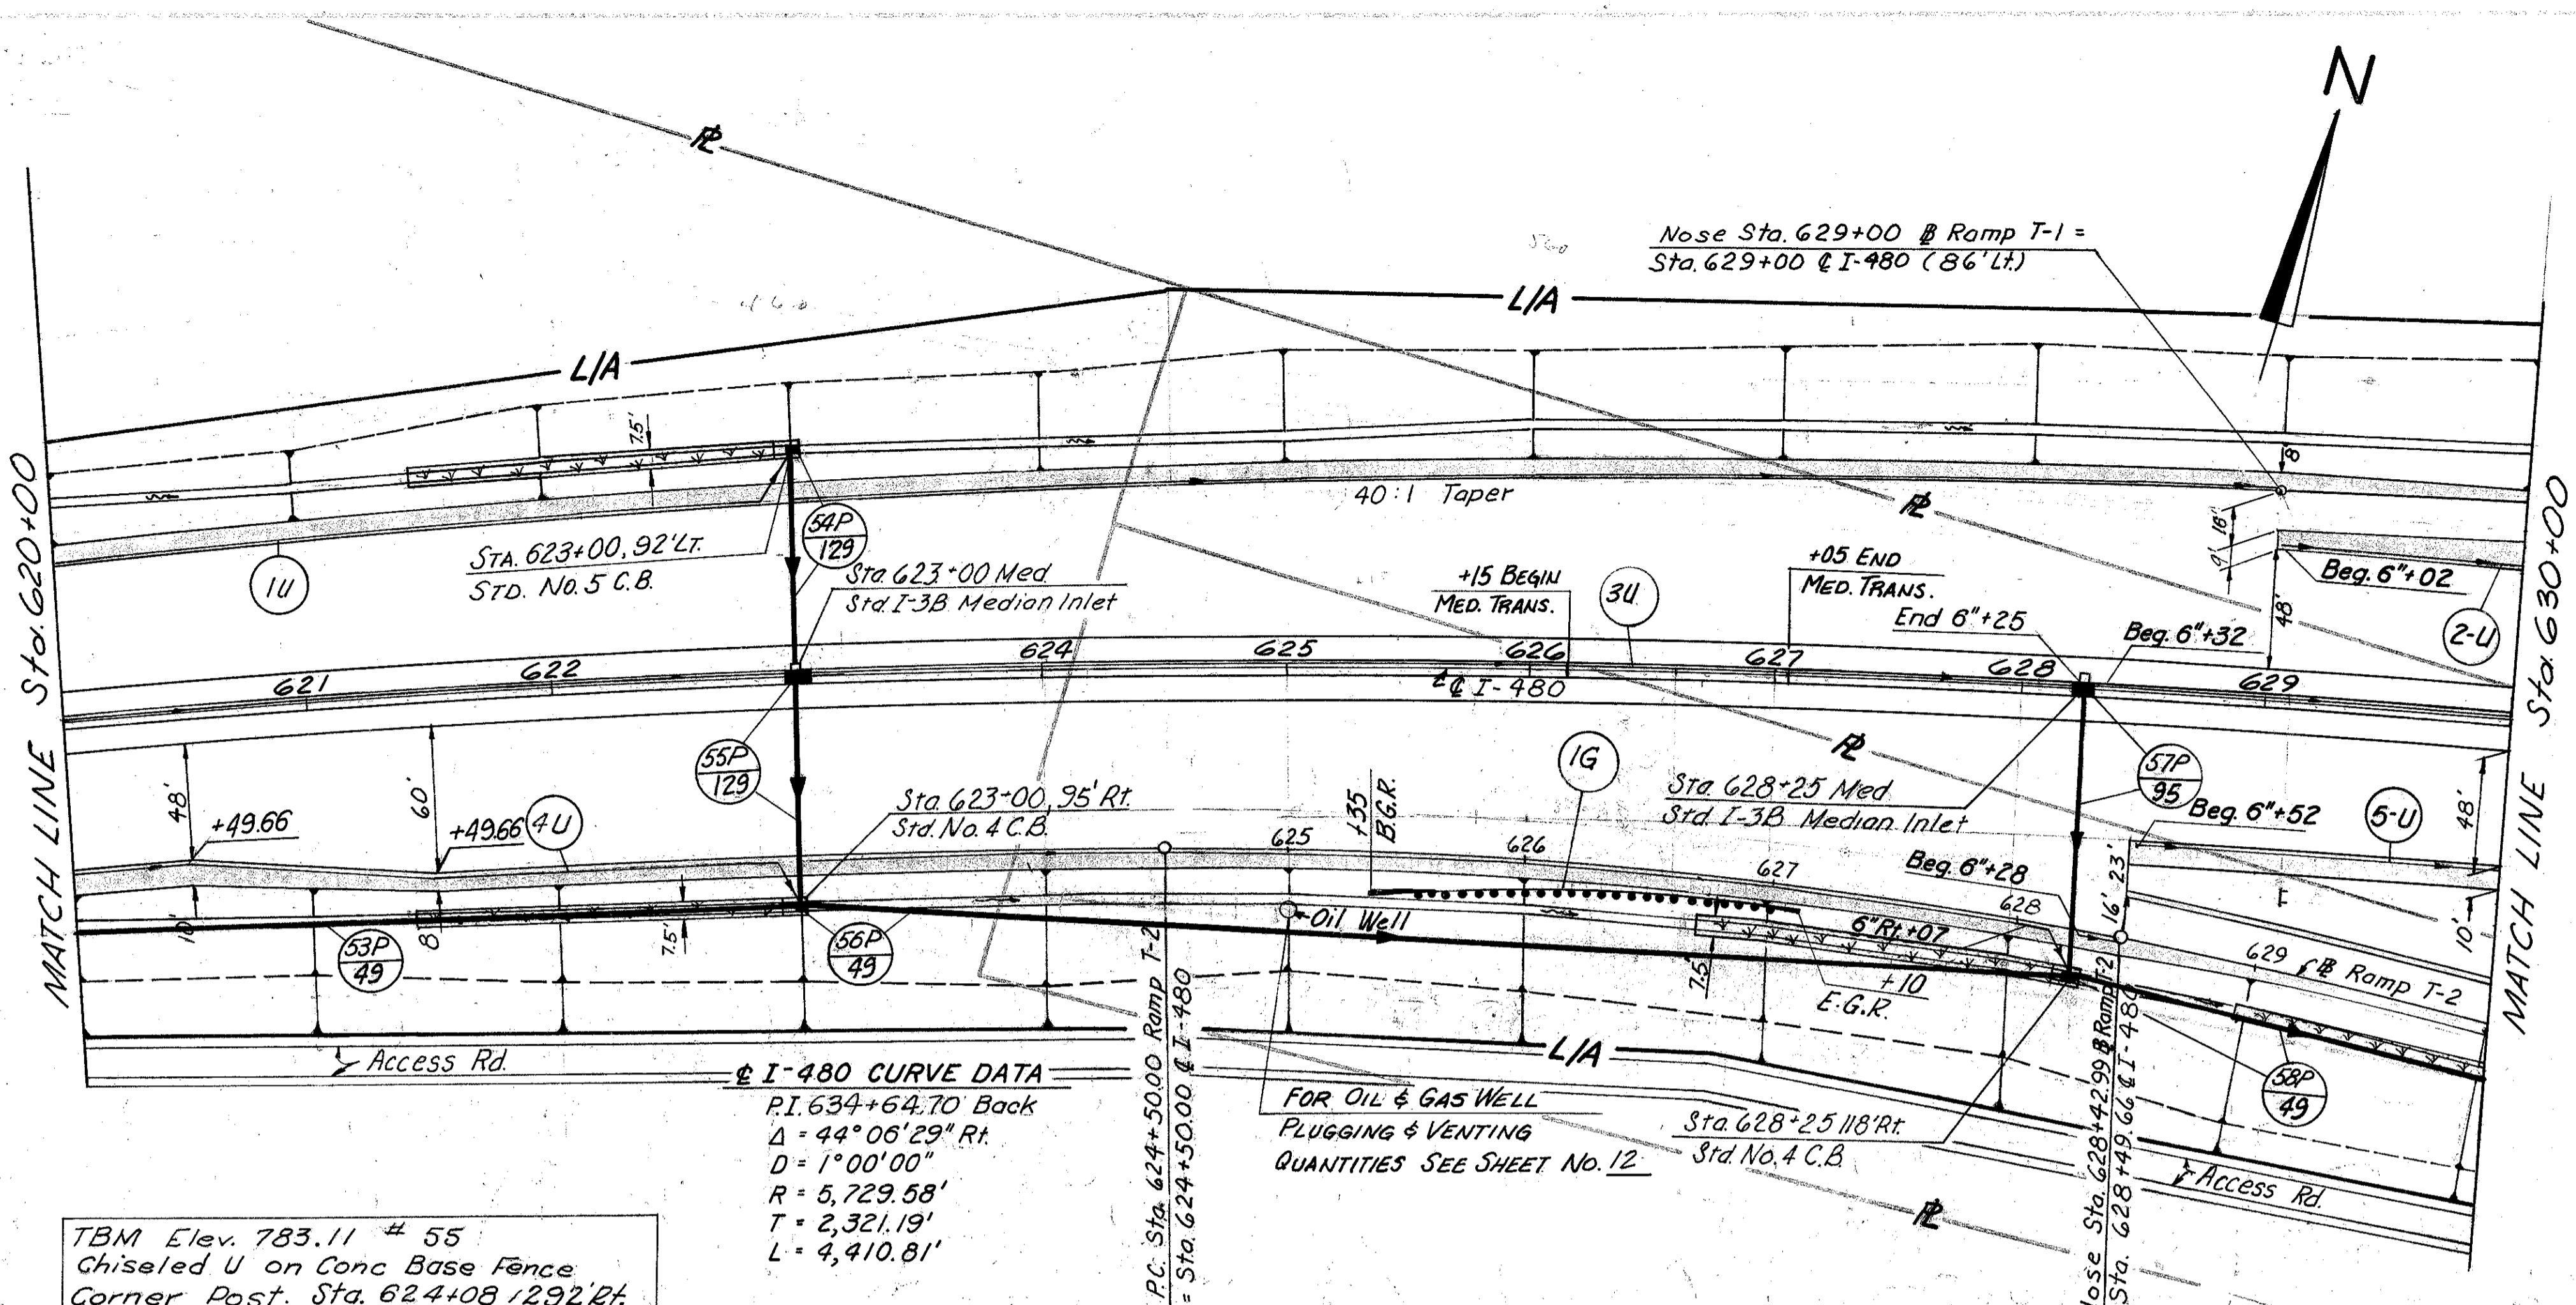 N
Nose Sta. 629+00 ⅊ Ramp T-1 =
Sta. 629+00 ℄ I-480 (86' Lt.)
560
460
L/A
L/A
MATCH LINE Sta. 620+00
MATCH LINE Sta. 630+00
7.5'
8'
40:1 Taper
STA. 623+00, 92' LT.
STD. NO. 5 C.B.
1U
54P
129
Sta. 623+00 Med.
Std. I-3B Median Inlet
+15 BEGIN
MED. TRANS.
3U
+05 END
MED. TRANS.
End 6"+25
Beg. 6"+32
16'
9'
48'
Beg. 6"+02
2-U
621
622
624
625
626
627
628
629
℄ I-480
48'
60'
+49.66
+49.66
4U
55P
129
Sta. 623+00, 95' Rt.
Std. No. 4 C.B.
+35
B.G.R.
1G
Sta. 628+25 Med.
Std. I-3B Median Inlet
57P
95
Beg. 6"+52
5-U
48'
10'
625
626
627
628
Beg. 6"+28
16' 23'
10'
8'
7.5'
53P
49
56P
49
Oil Well
6" Rt.+07
7.5'
+10
E.G.R.
629
℄ Ramp T-2
58P
49
Access Rd.
L/A
Access Rd.
℄ I-480 CURVE DATA
P.I. 634+64.70 Back
Δ = 44° 06' 29" Rt.
D = 1° 00' 00"
R = 5,729.58'
T = 2,321.19'
L = 4,410.81'
P.C. Sta. 624+50.00 Ramp T-2
= Sta. 624+50.00 ℄ I-480
FOR OIL & GAS WELL
PLUGGING & VENTING
QUANTITIES SEE SHEET NO. 12
Sta. 628+25 118' Rt.
Std. No. 4 C.B.
Nose Sta. 628+42.99 ⅊ Ramp T-2
Sta. 628+49.66 ℄ I-480
TBM Elev. 783.11 # 55
Chiseled U on Conc Base Fence
Corner Post. Sta. 624+08 1292' Rt.